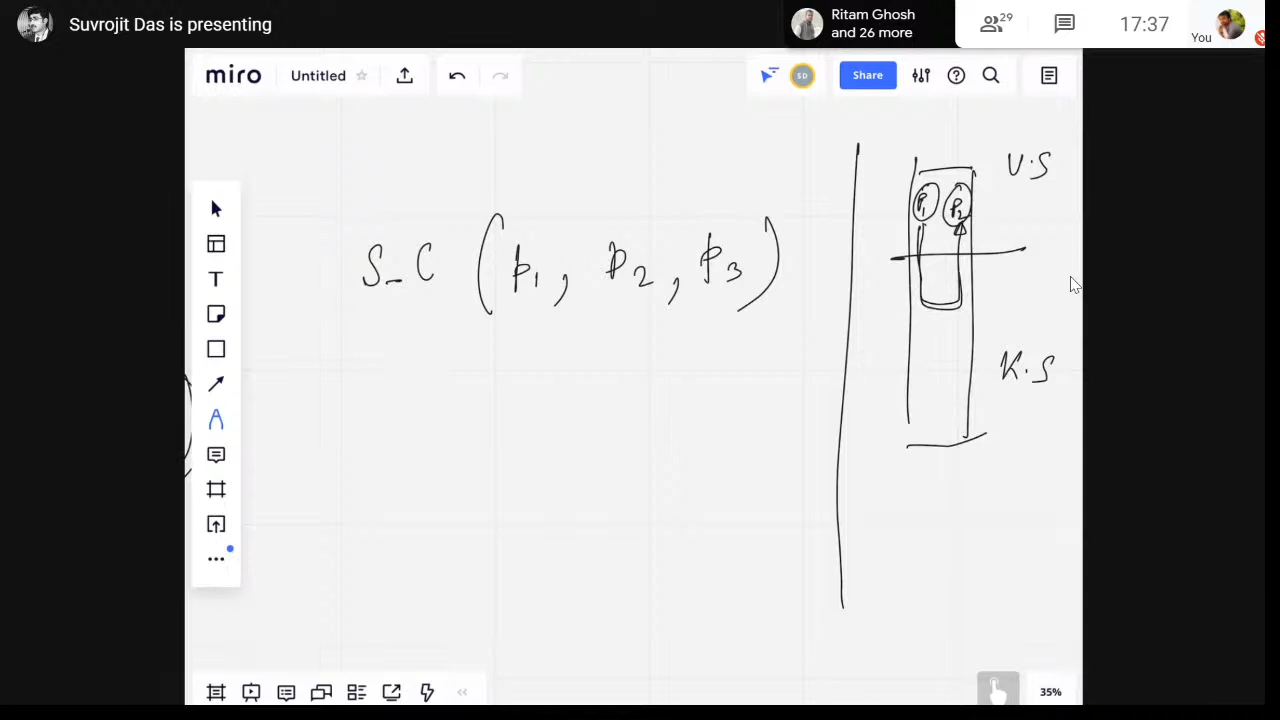 Suvrojit Das is presenting
Ritam Ghosh
and 26 more
29
17:37
You
miro
Untitled
SD
Share
U.S
P1 P2
S_C (p1, p2, p3)
K.S
T
35%